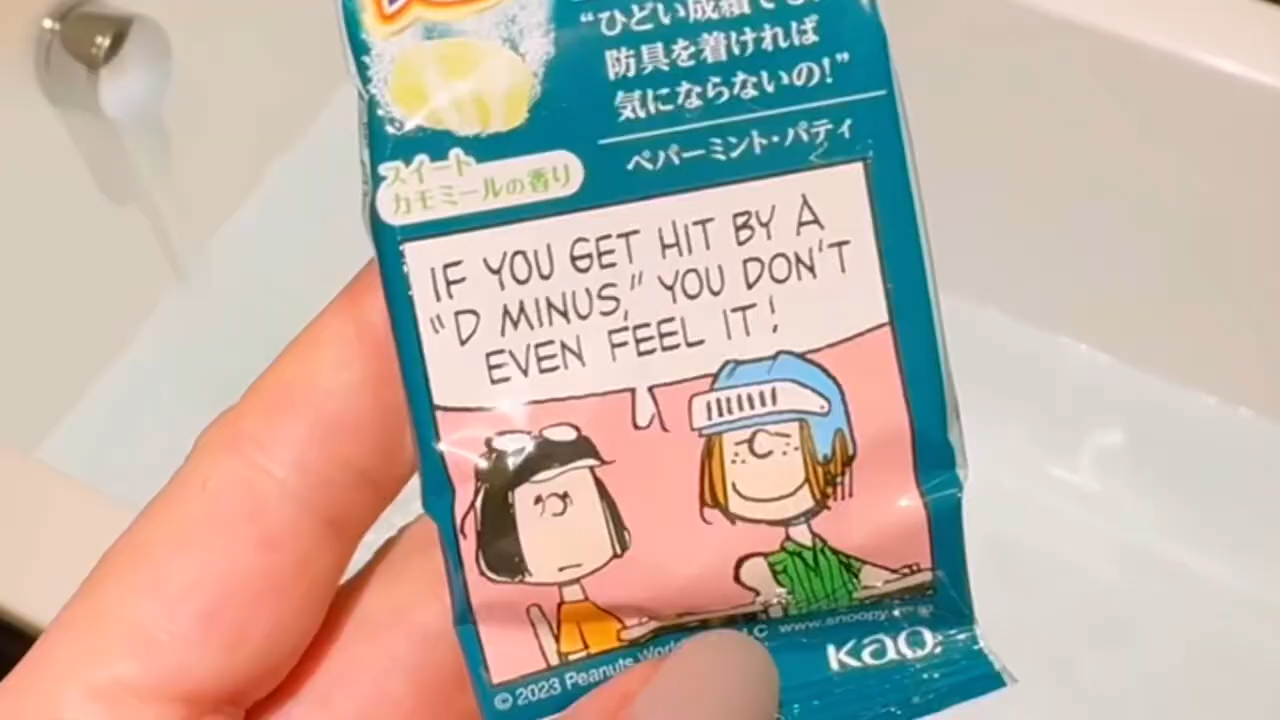 “ひどい成績でも
防具を着ければ
気にならないの!”
ペパーミント・パティ
スイート
カモミールの香り
IF YOU GET HIT BY A
“D MINUS,” YOU DON'T
EVEN FEEL IT!
© 2023 Peanuts
www.snoopy.co.jp
Kao